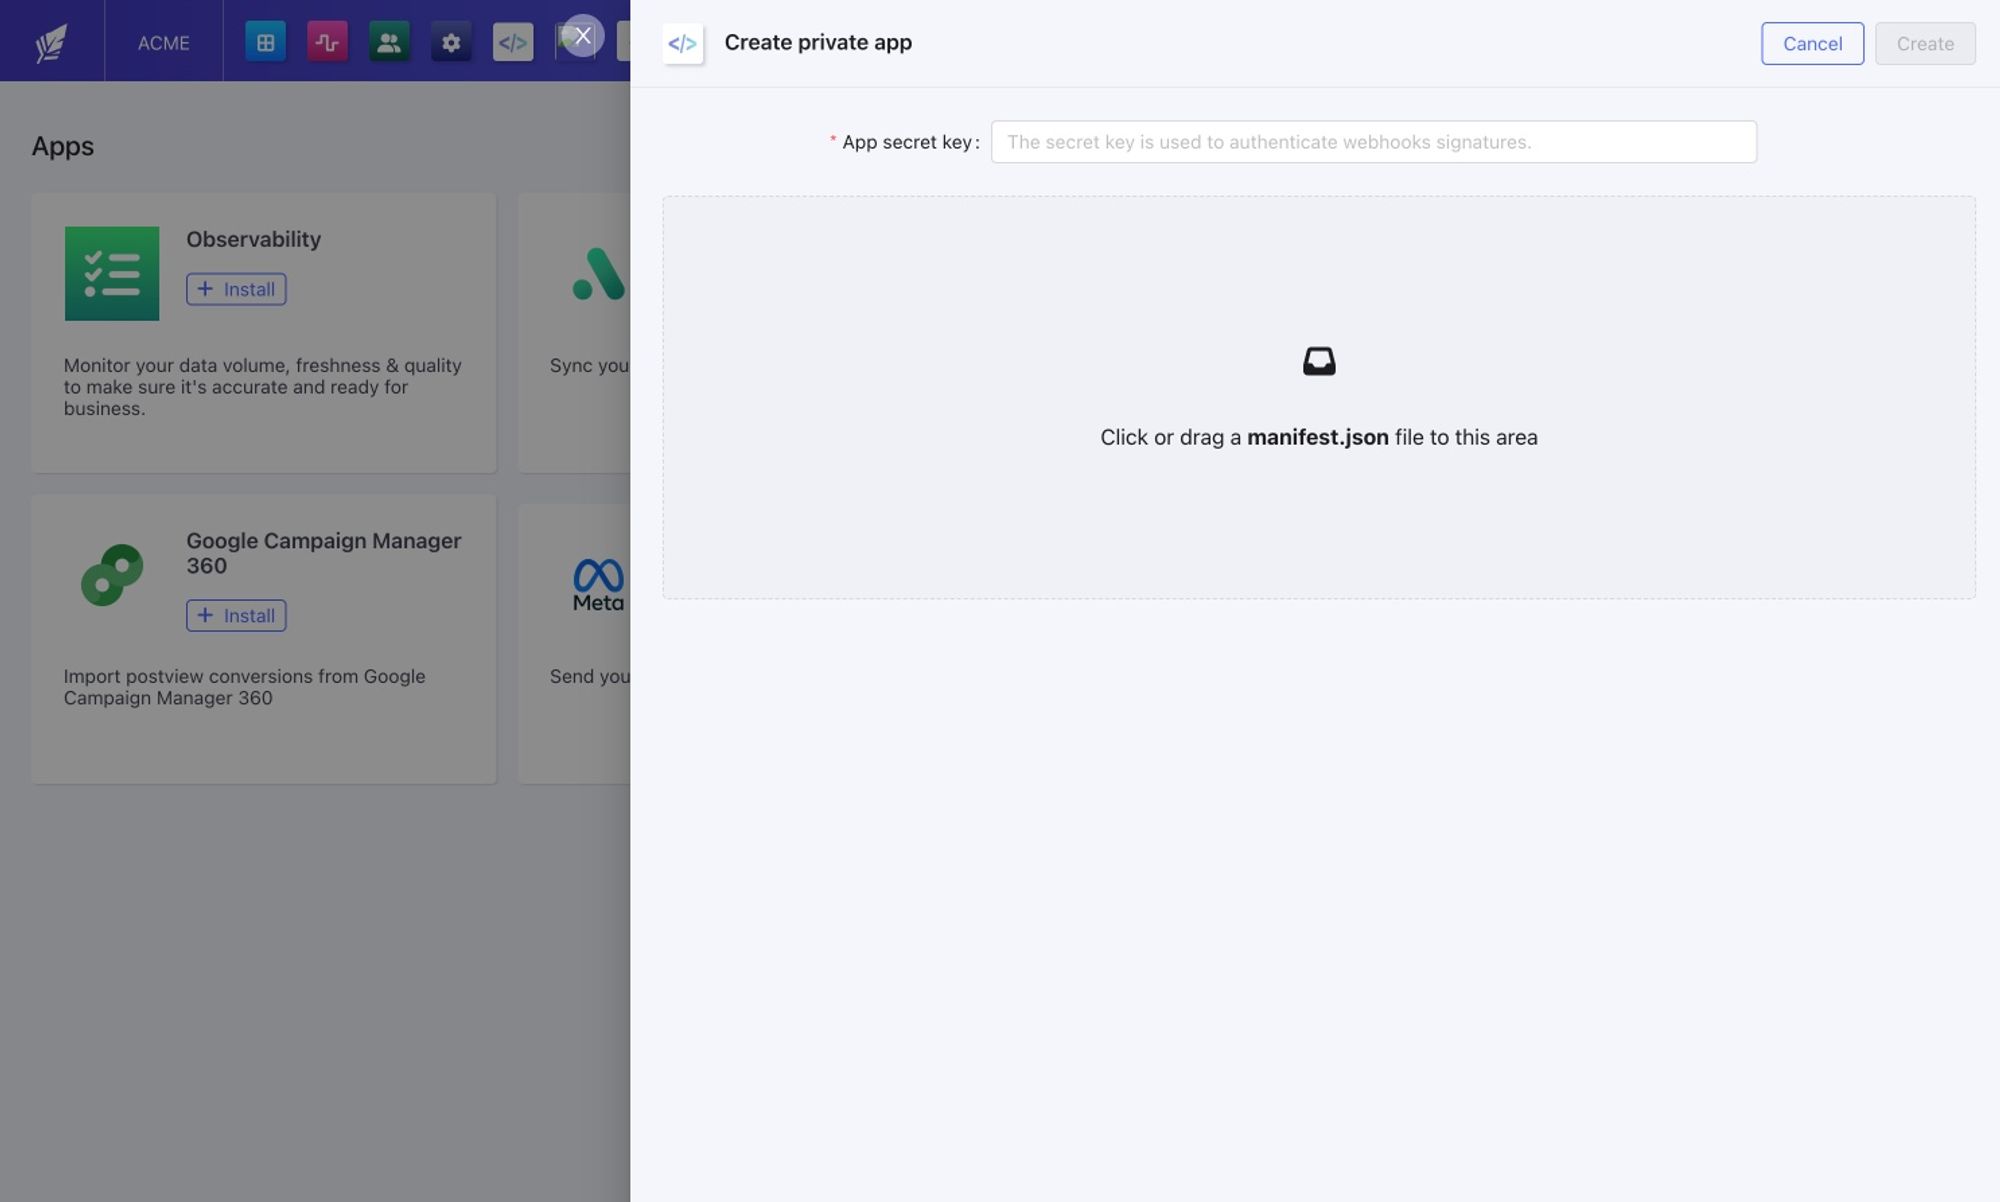 ACME
</>
Apps
Observability
+ Install
Monitor your data volume, freshness & quality
to make sure it's accurate and ready for
business.
Sync you
Google Campaign Manager
360
+ Install
Import postview conversions from Google
Campaign Manager 360
Meta
Send you
</> Create private app
Cancel
Create
* App secret key: The secret key is used to authenticate webhooks signatures.
Click or drag a manifest.json file to this area